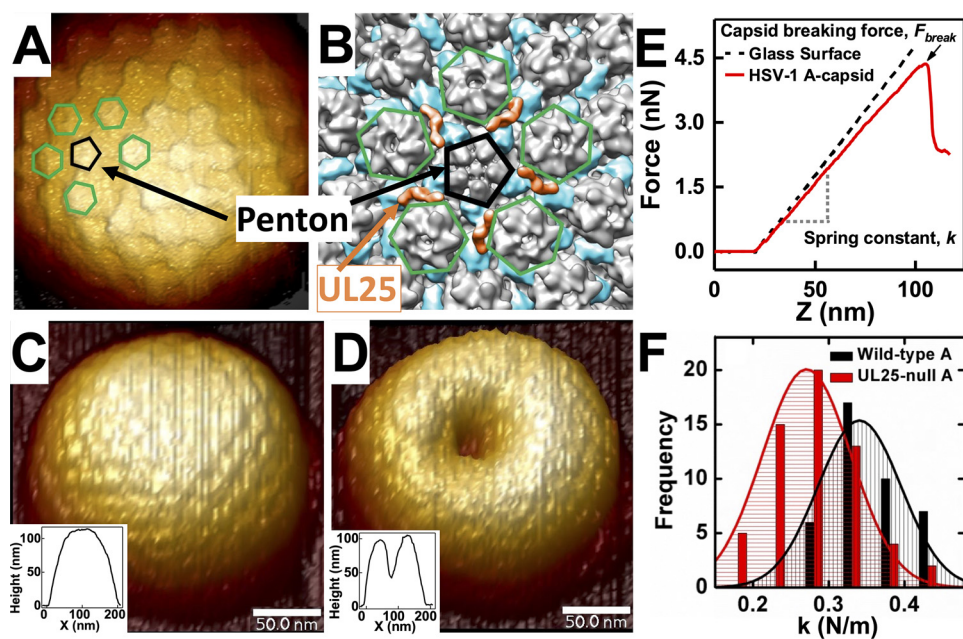 A
B
Penton
UL25
E
Capsid breaking force, F_break
Glass Surface
HSV-1 A-capsid
4.5
3.0
1.5
0.0
Force (nN)
Spring constant, k
0
50
100
Z (nm)
C
Height (nm)
100
50
0
0
100
200
X (nm)
50.0 nm
D
Height (nm)
100
50
0
0
100
200
X (nm)
50.0 nm
F
Wild-type A
UL25-null A
20
15
10
5
0
Frequency
0.2
0.3
0.4
k (N/m)